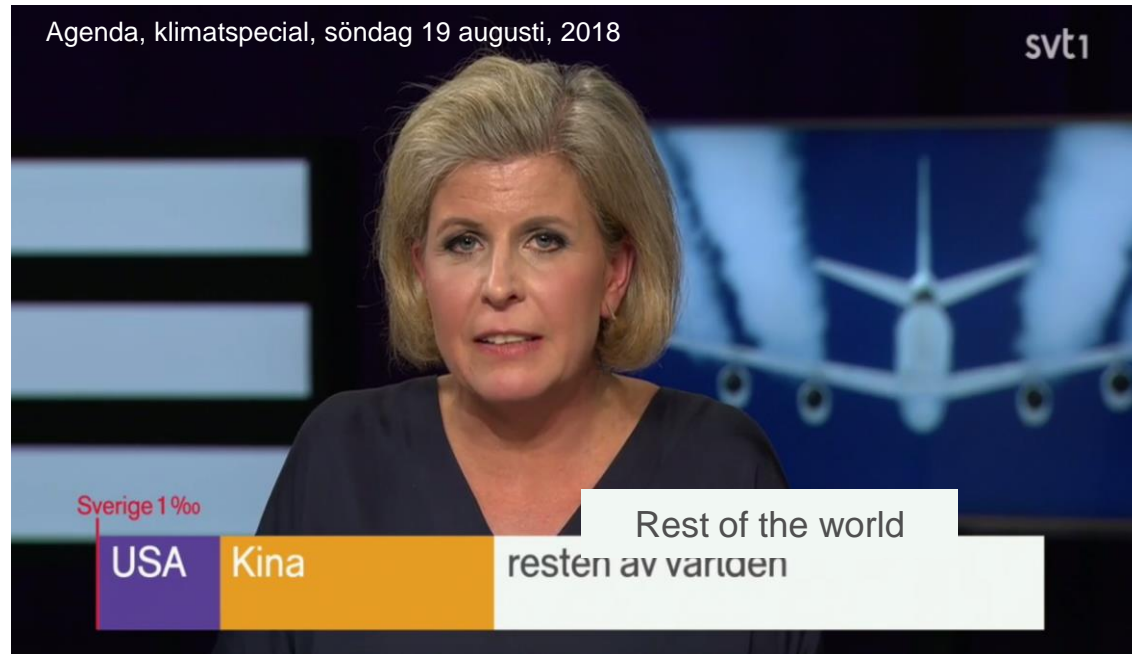 Agenda, klimatspecial, söndag 19 augusti, 2018
svt1
Sverige 1 ‰
Rest of the world
USA
Kina
resten av världen